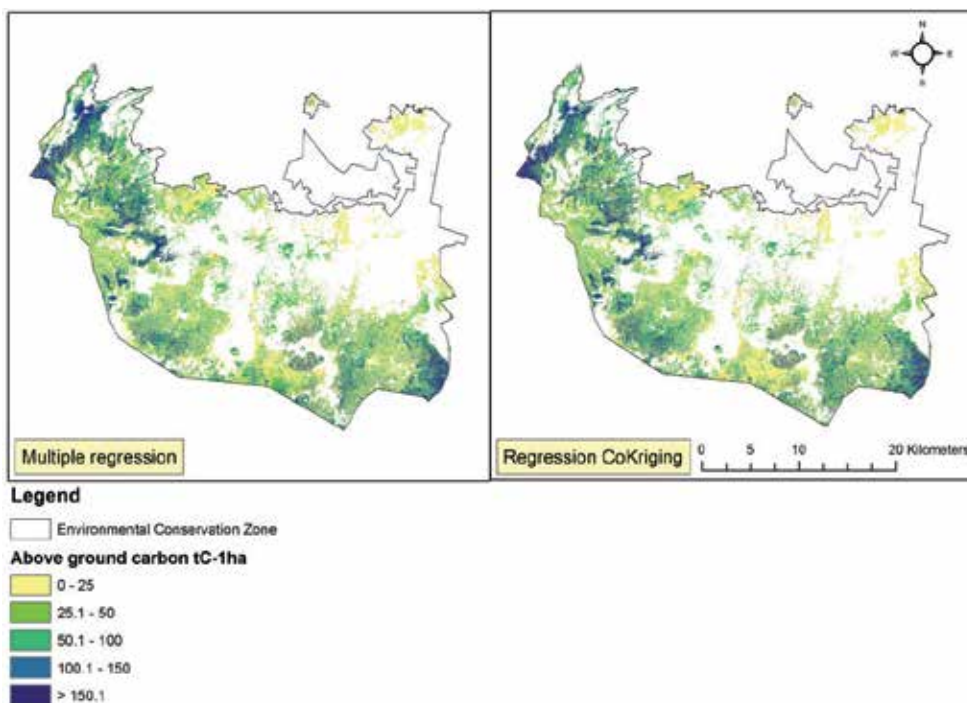 N
W E
s
Multiple regression
Regression CoKriging
0 5 10 20 Kilometers
Legend
Environmental Conservation Zone
Above ground carbon tC-1ha
0 - 25
25.1 - 50
50.1 - 100
100.1 - 150
> 150.1